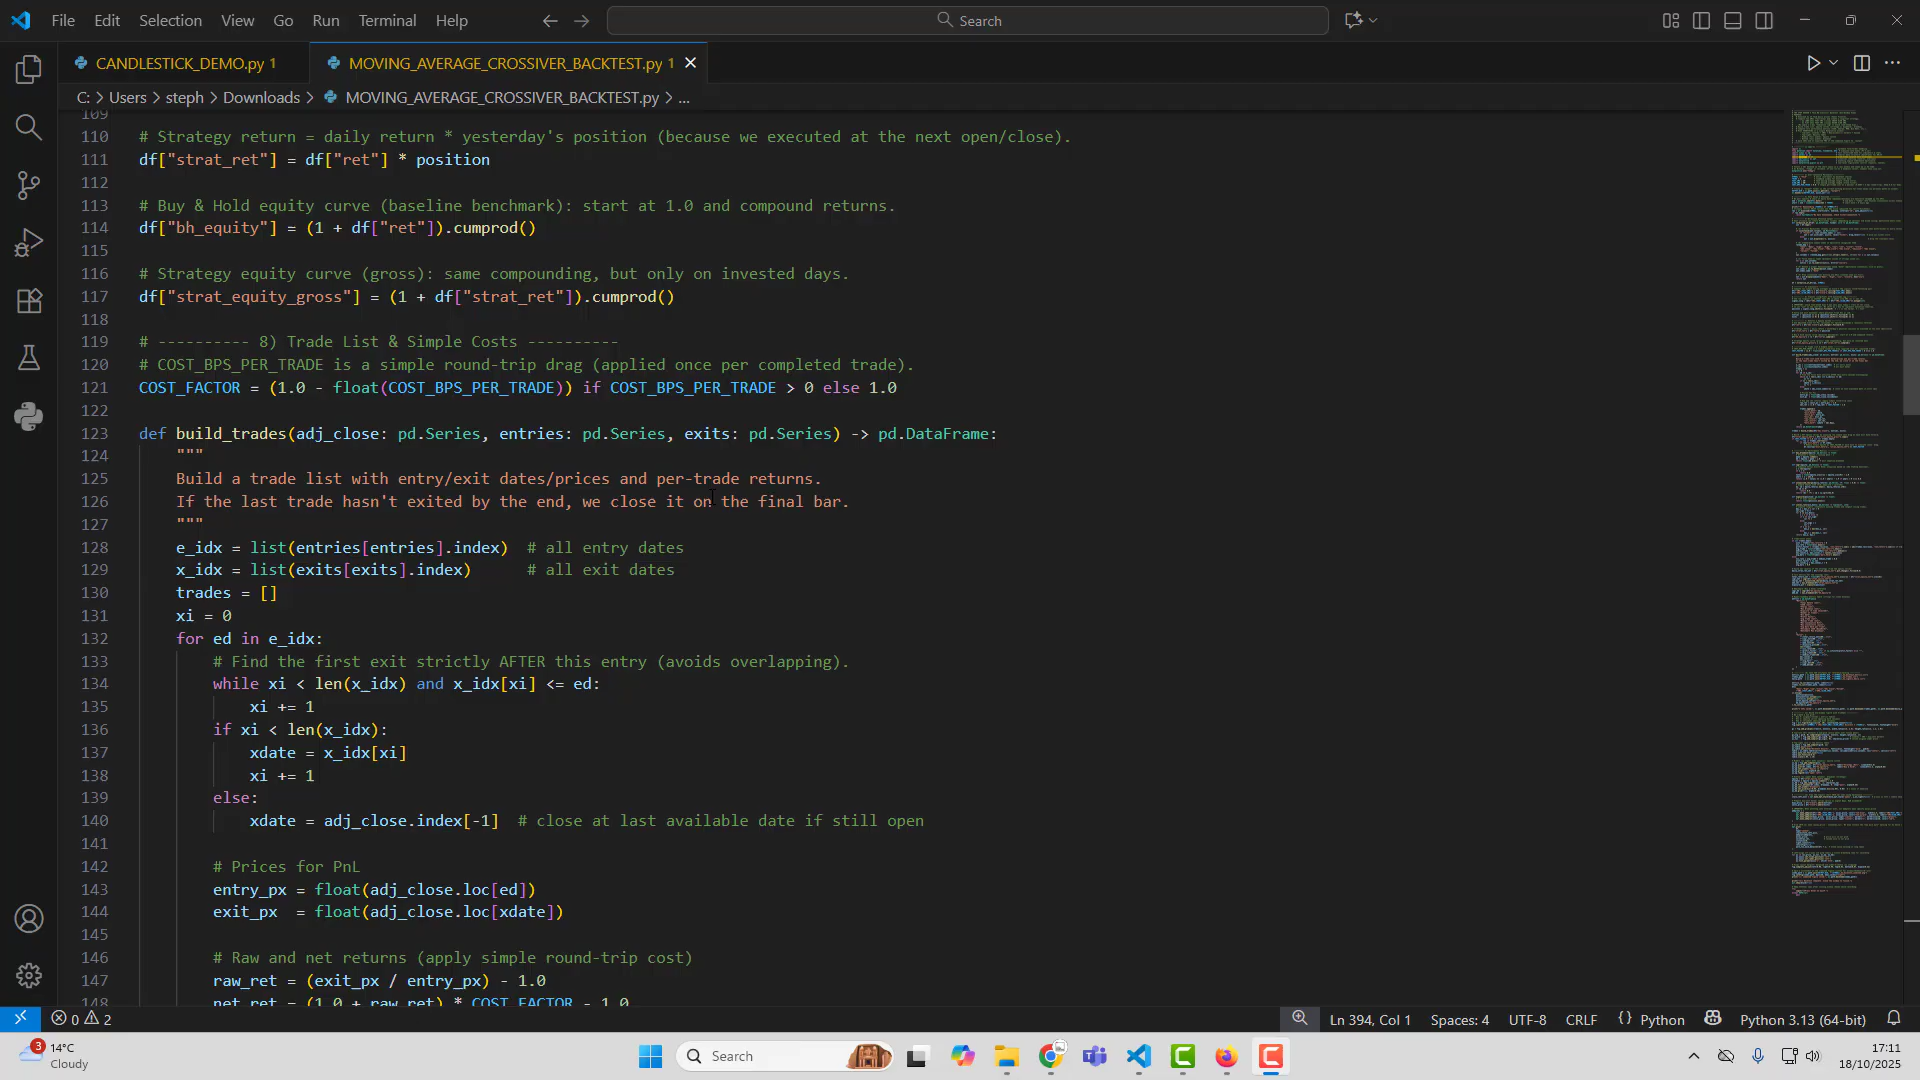 File Edit Selection View Go Run Terminal Help Search
CANDLESTICK_DEMO.py 1 MOVING_AVERAGE_CROSSIVER_BACKTEST.py 1
C: > Users > steph > Downloads > MOVING_AVERAGE_CROSSIVER_BACKTEST.py > ...
109
110 # Strategy return = daily return * yesterday's position (because we executed at the next open/close).
111 df["strat_ret"] = df["ret"] * position
112
113 # Buy & Hold equity curve (baseline benchmark): start at 1.0 and compound returns.
114 df["bh_equity"] = (1 + df["ret"]).cumprod()
115
116 # Strategy equity curve (gross): same compounding, but only on invested days.
117 df["strat_equity_gross"] = (1 + df["strat_ret"]).cumprod()
118
119 # ---------- 8) Trade List & Simple Costs ----------
120 # COST_BPS_PER_TRADE is a simple round-trip drag (applied once per completed trade).
121 COST_FACTOR = (1.0 - float(COST_BPS_PER_TRADE)) if COST_BPS_PER_TRADE > 0 else 1.0
122
123 def build_trades(adj_close: pd.Series, entries: pd.Series, exits: pd.Series) -> pd.DataFrame:
124 """
125 Build a trade list with entry/exit dates/prices and per-trade returns.
126 If the last trade hasn't exited by the end, we close it on the final bar.
127 """
128 e_idx = list(entries[entries].index) # all entry dates
129 x_idx = list(exits[exits].index) # all exit dates
130 trades = []
131 xi = 0
132 for ed in e_idx:
133 # Find the first exit strictly AFTER this entry (avoids overlapping).
134 while xi < len(x_idx) and x_idx[xi] <= ed:
135 xi += 1
136 if xi < len(x_idx):
137 xdate = x_idx[xi]
138 xi += 1
139 else:
140 xdate = adj_close.index[-1] # close at last available date if still open
141
142 # Prices for PnL
143 entry_px = float(adj_close.loc[ed])
144 exit_px = float(adj_close.loc[xdate])
145
146 # Raw and net returns (apply simple round-trip cost)
147 raw_ret = (exit_px / entry_px) - 1.0
148 net_ret = (1.0 + raw_ret) * COST_FACTOR - 1.0
0 2 Ln 394, Col 1 Spaces: 4 UTF-8 CRLF {} Python Python 3.13 (64-bit)
3 14°C Search 17:11
Cloudy 18/10/2025